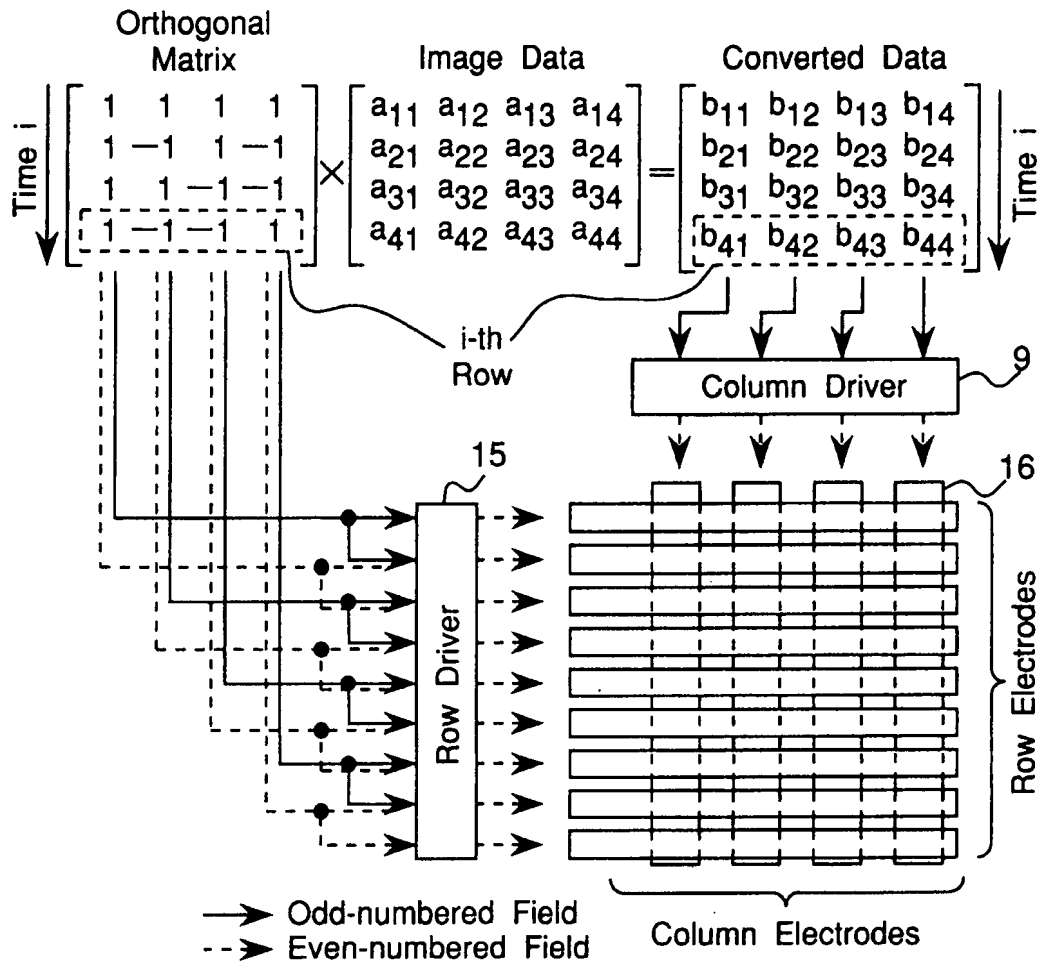 Orthogonal
Matrix
Image Data
Converted Data
Time i
1 1 1 1
1 −1 1 −1
1 1 −1 −1
1 −1 −1 1
×
a11 a12 a13 a14
a21 a22 a23 a24
a31 a32 a33 a34
a41 a42 a43 a44
=
b11 b12 b13 b14
b21 b22 b23 b24
b31 b32 b33 b34
b41 b42 b43 b44
Time i
i-th
Row
Column Driver
9
15
16
Row Driver
Row Electrodes
Column Electrodes
Odd-numbered Field
Even-numbered Field